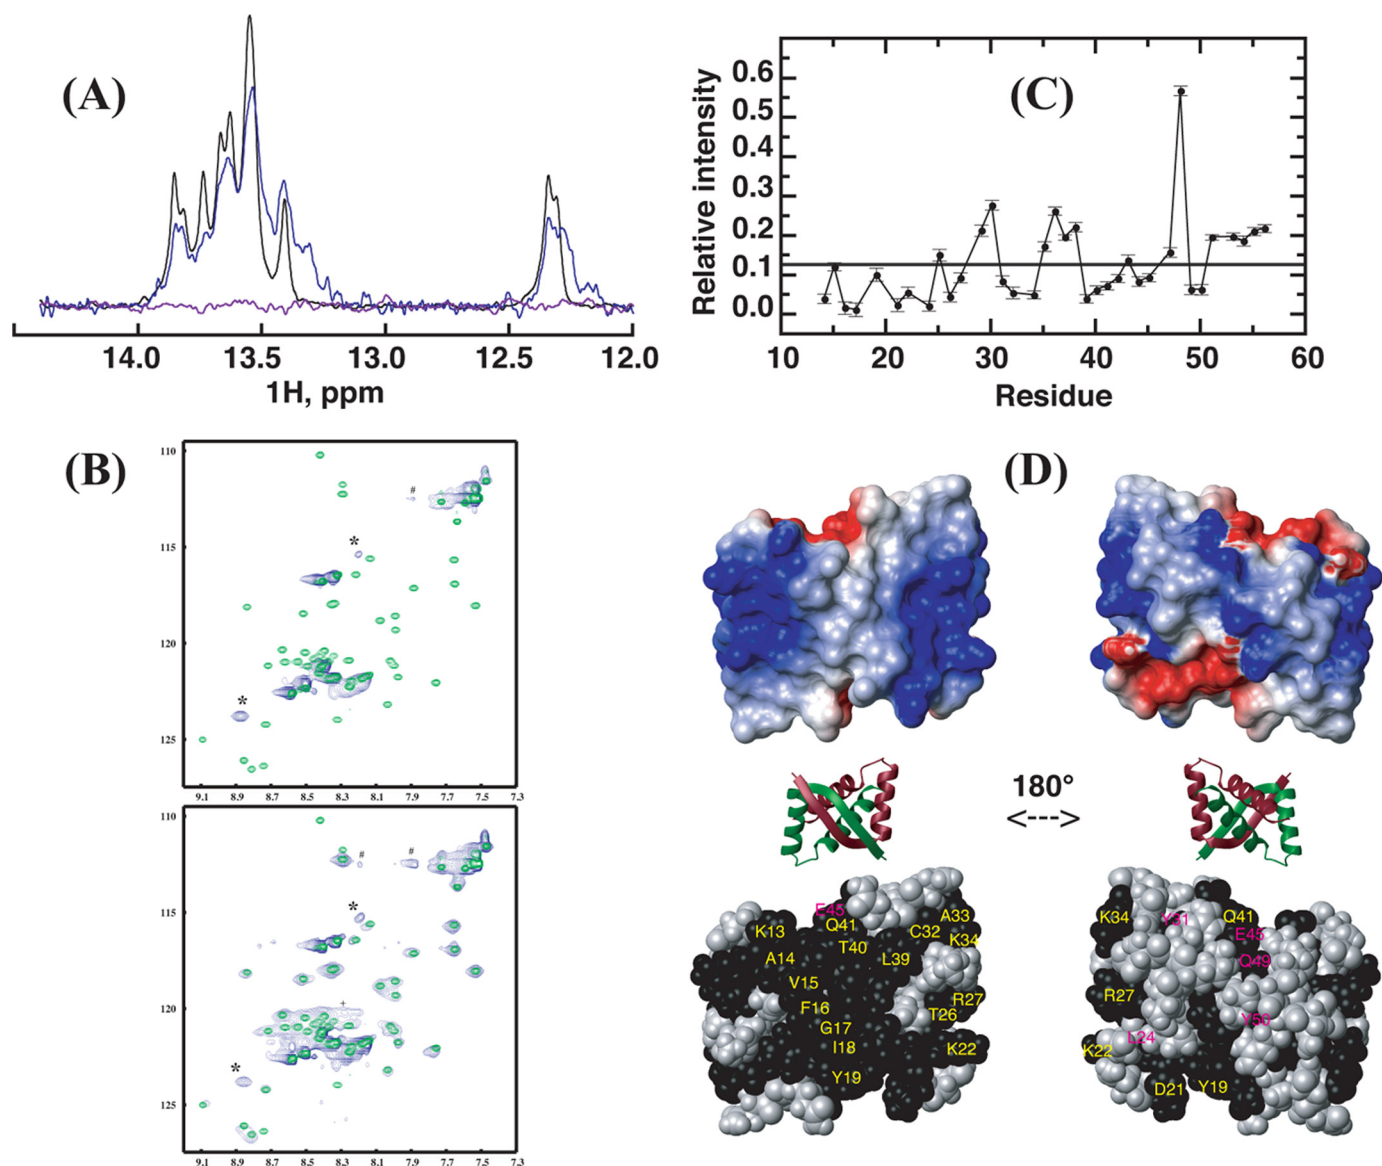 (A)
14.0 13.5 13.0 12.5 12.0
1H, ppm
(C)
Relative intensity
0.6
0.5
0.4
0.3
0.2
0.1
0.0
10 20 30 40 50 60
Residue
(B)
110
115
120
125
#
*
*
9.1 8.9 8.7 8.5 8.3 8.1 7.9 7.7 7.5 7.3
110
115
120
125
#
#
*
+
*
9.1 8.9 8.7 8.5 8.3 8.1 7.9 7.7 7.5 7.3
(D)
180°
<--->
E45
K13
Q41
A33
C32
A14
T40
L39
K34
V15
F16
R27
T26
G17
I18
K22
Y19
K34
Y31
Q41
E45
Q49
R27
Y56
L24
K22
D21
Y19